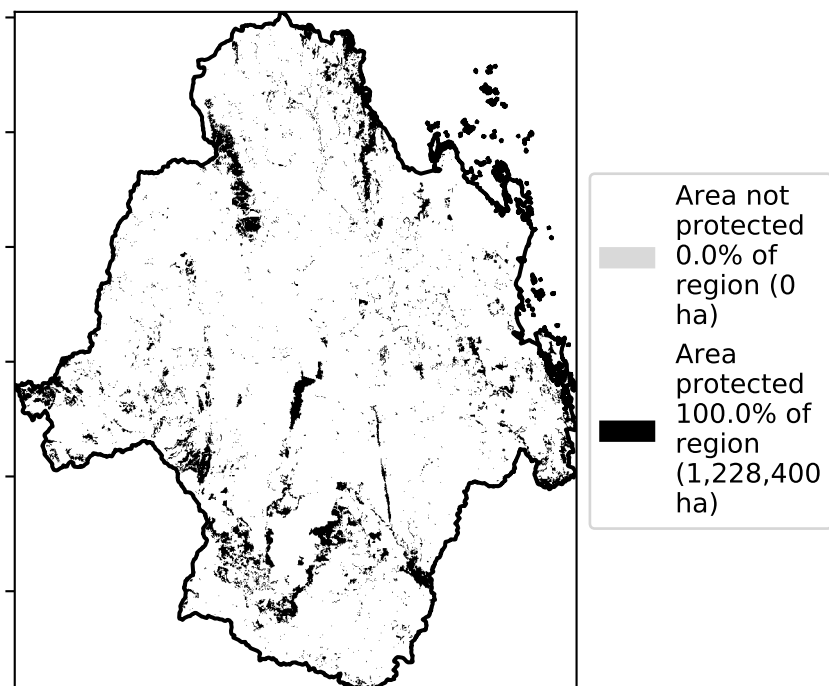 Area not
protected
0.0% of
region (0
ha)
Area
protected
100.0% of
region
(1,228,400
ha)